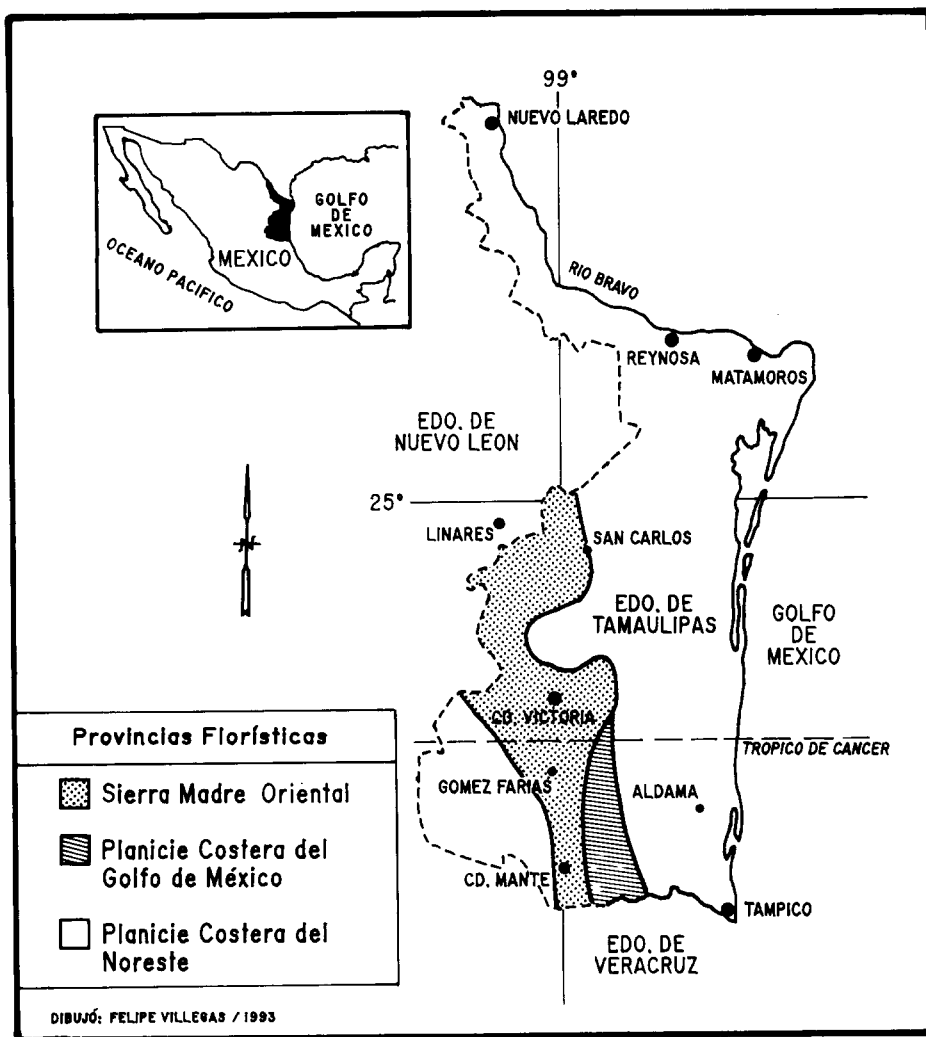 99°
NUEVO LAREDO
GOLFO
DE
MEXICO
MEXICO
OCEANO PACIFICO
RIO BRAVO
REYNOSA
MATAMOROS
EDO. DE
NUEVO LEON
25°
LINARES
SAN CARLOS
EDO. DE
TAMAULIPAS
GOLFO
DE
MEXICO
N
CD. VICTORIA
TROPICO DE CANCER
GOMEZ FARIAS
ALDAMA
CD. MANTE
TAMPICO
EDO. DE
VERACRUZ
Provincias Florísticas
Sierra Madre Oriental
Planicie Costera del
Golfo de México
Planicie Costera del
Noreste
DIBUJÓ: FELIPE VILLEGAS / 1993